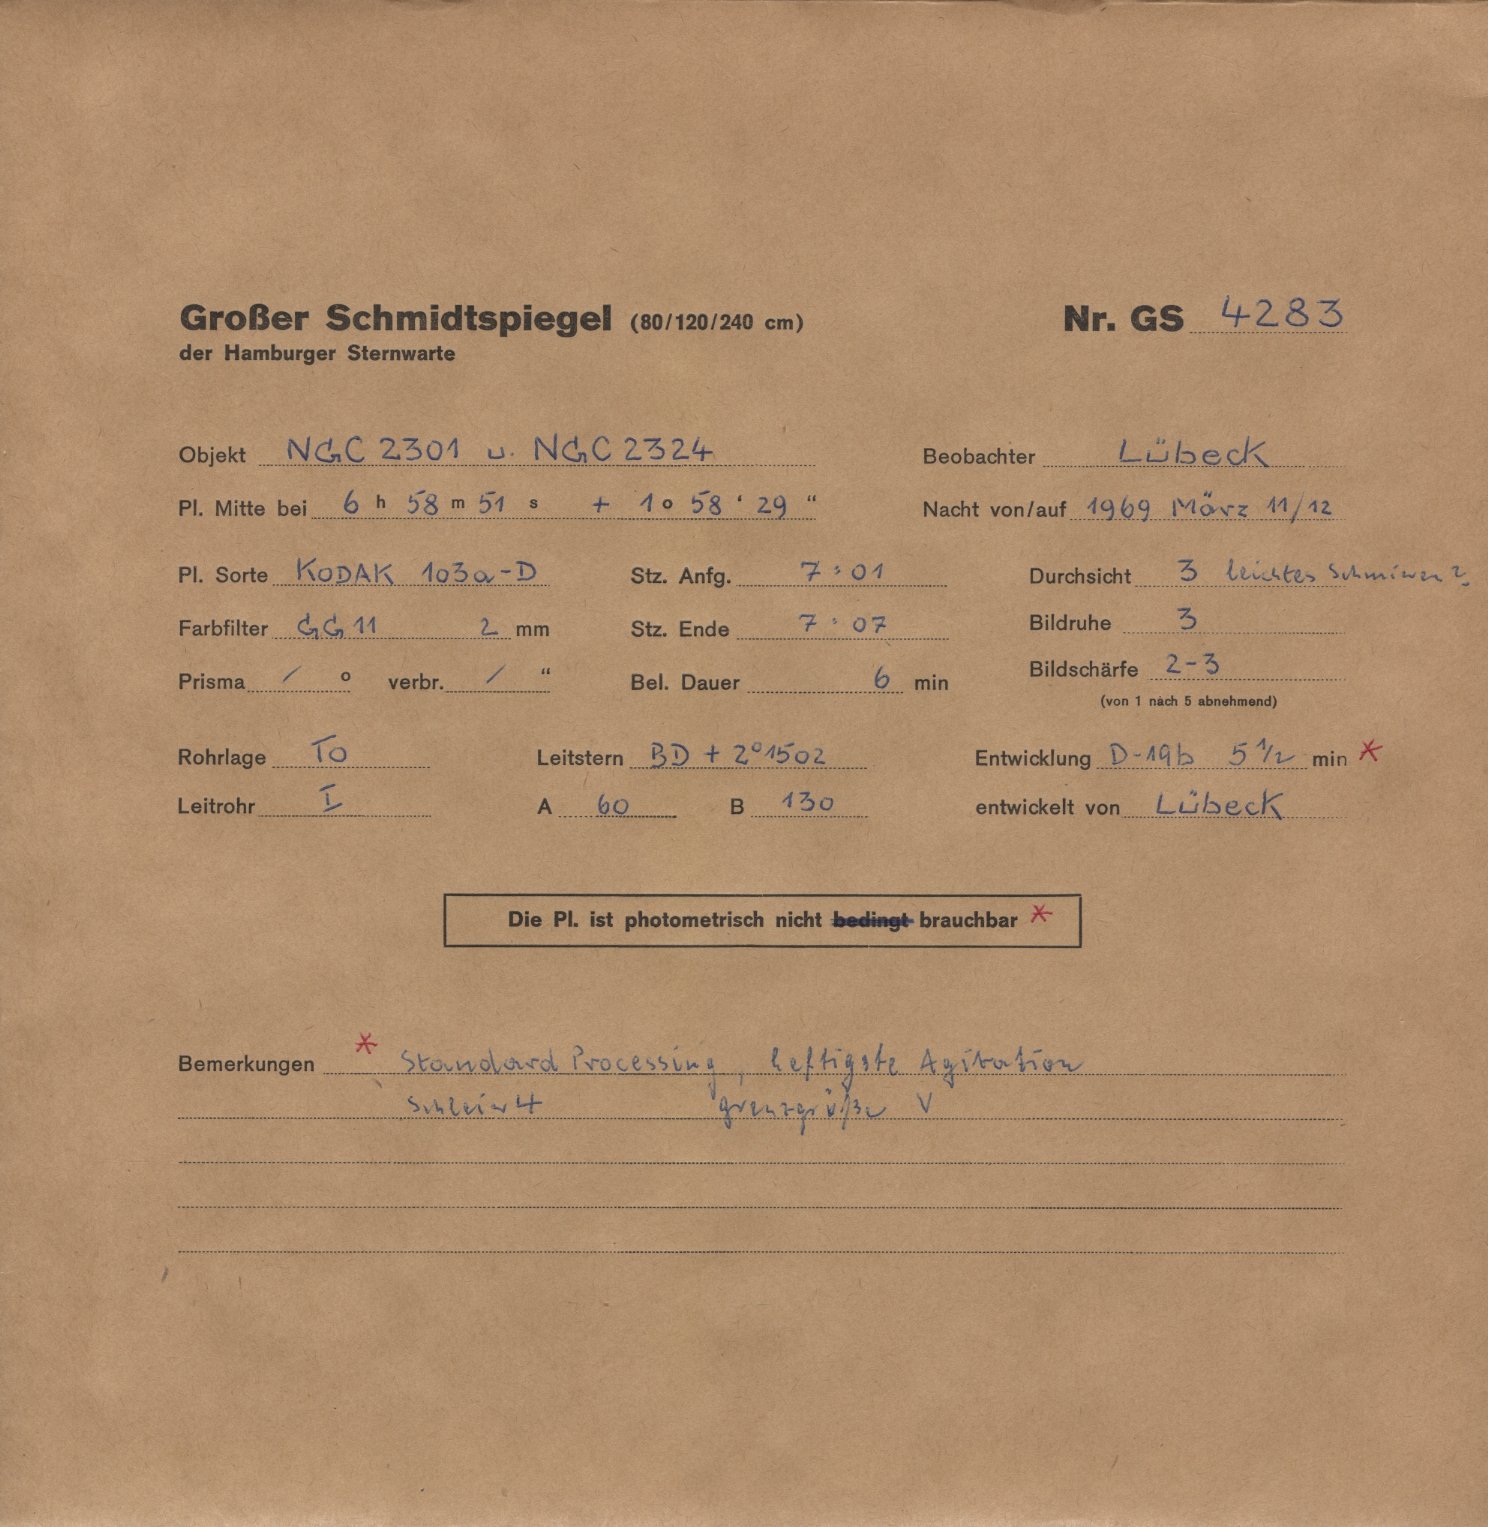 Großer Schmidtspiegel (80/120/240 cm) Nr. GS 4283
der Hamburger Sternwarte
Objekt NGC 2301 u. NGC 2324 Beobachter Lübeck
Pl. Mitte bei 6 h 58 m 51 s + 1 o 58 ‘ 29 “ Nacht von/auf 1969 März 11/12
Pl. Sorte KODAK 103a-D Stz. Anfg. 7:01 Durchsicht 3 leichtes Schmieren?
Farbfilter GG 11 2 mm Stz. Ende 7:07 Bildruhe 3
Prisma / o verbr. / “ Bel. Dauer 6 min Bildschärfe 2-3
(von 1 nach 5 abnehmend)
Rohrlage TO Leitstern BD + 2°1502 Entwicklung D-19b 5 1/2 min *
Leitrohr I A 60 B 130 entwickelt von Lübeck
Die Pl. ist photometrisch nicht bedingt brauchbar *
Bemerkungen * Standard Processing, heftigste Agitation
Schleier 4 Grenzgröße V